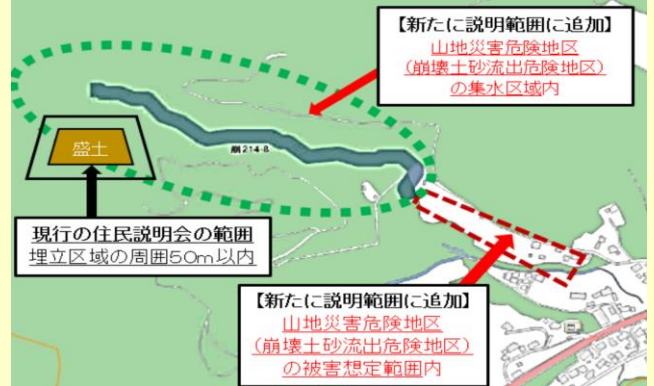 【新たに説明範囲に追加】
山地災害危険地区
（崩壊土砂流出危険地区）
の集水区域内
崩214-8
盛土
現行の住民説明会の範囲
埋立区域の周囲50m以内
【新たに説明範囲に追加】
山地災害危険地区
（崩壊土砂流出危険地区）
の被害想定範囲内